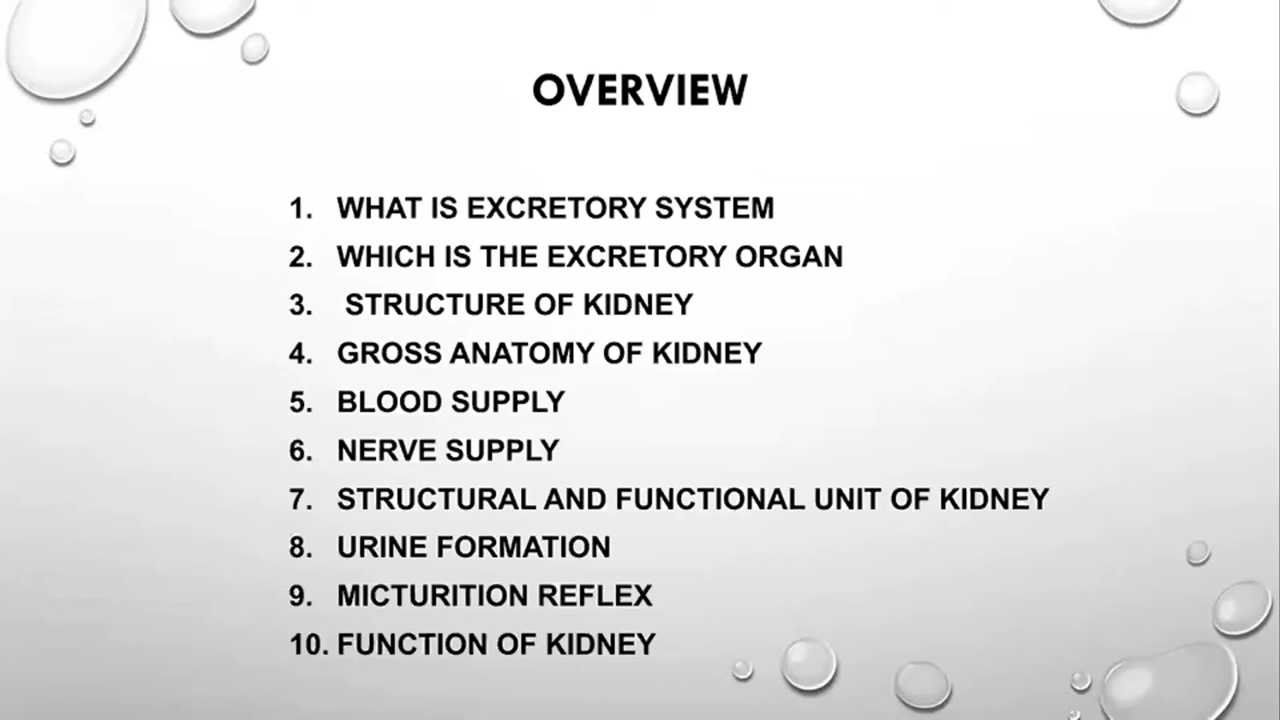 OVERVIEW
1. WHAT IS EXCRETORY SYSTEM
2. WHICH IS THE EXCRETORY ORGAN
3. STRUCTURE OF KIDNEY
4. GROSS ANATOMY OF KIDNEY
5. BLOOD SUPPLY
6. NERVE SUPPLY
7. STRUCTURAL AND FUNCTIONAL UNIT OF KIDNEY
8. URINE FORMATION
9. MICTURITION REFLEX
10. FUNCTION OF KIDNEY